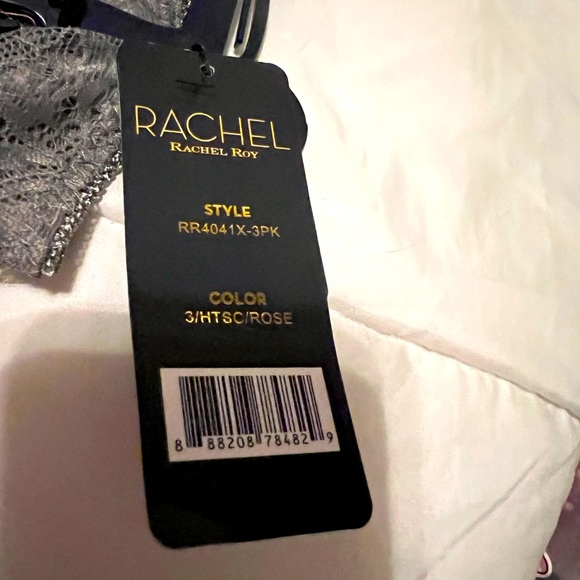 RACHEL
RACHEL ROY
STYLE
RR4041X-3PK
COLOR
3/HTSC/ROSE
8 88208 78482 9